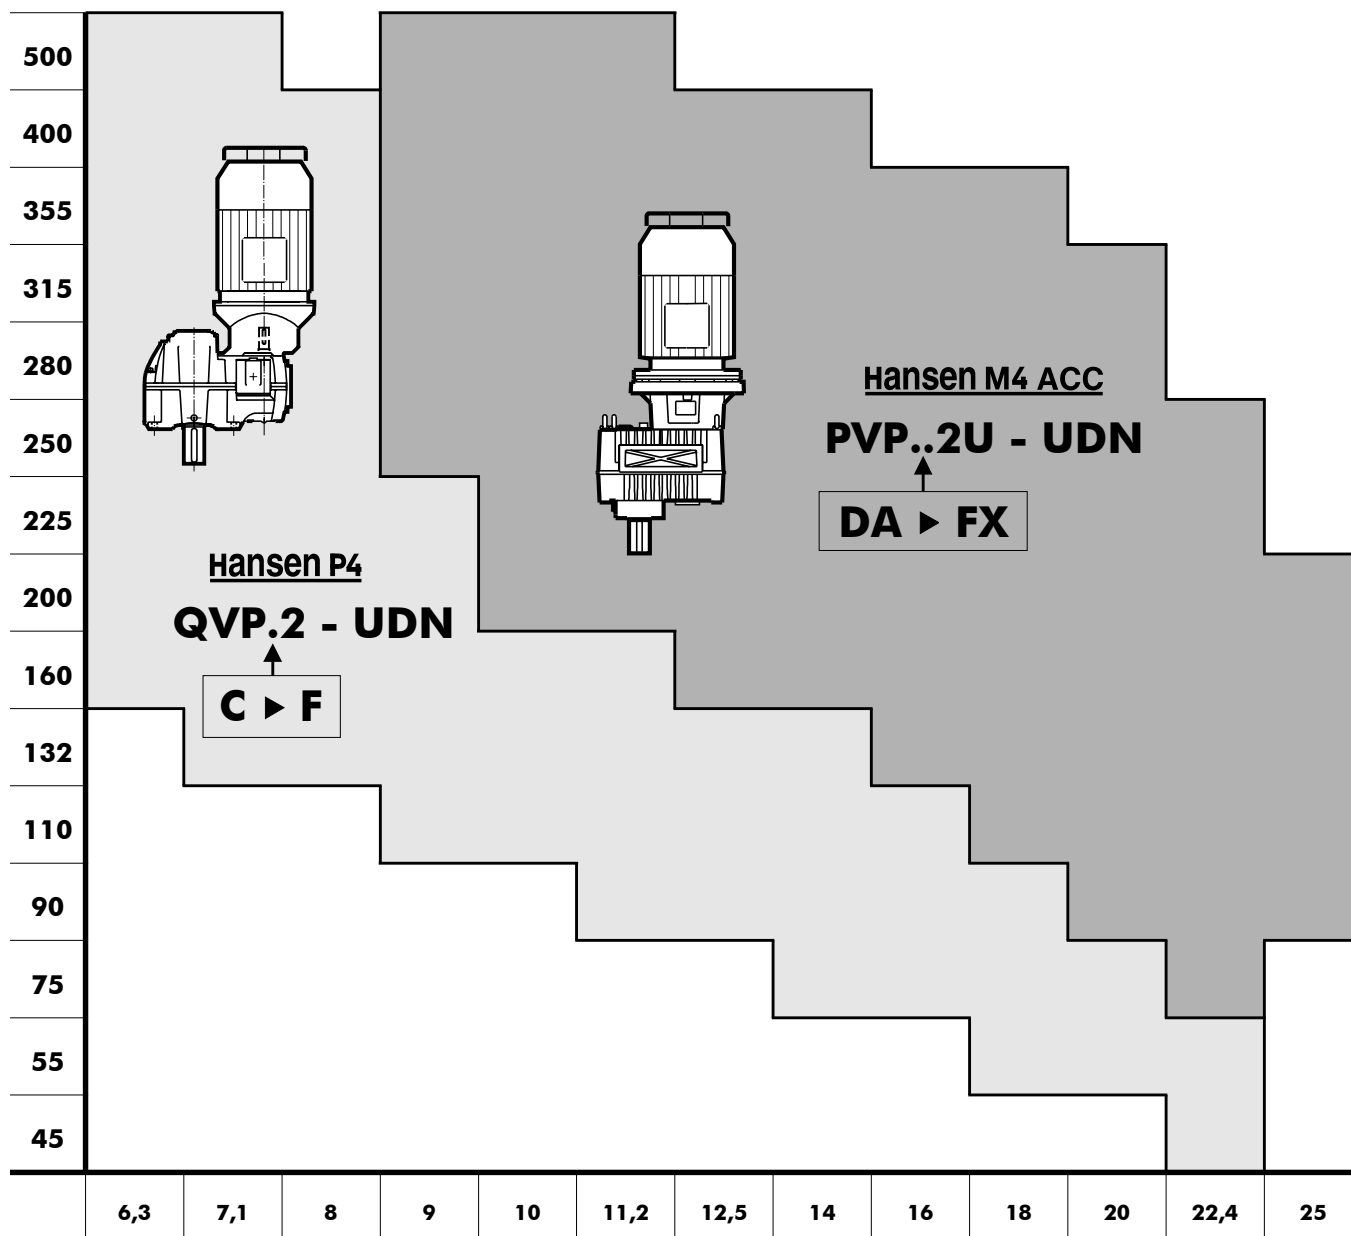 500
400
355
315
280
Hansen M4 ACC
250
PVP..2U - UDN
225
DA ▶ FX
Hansen P4
200
QVP.2 - UDN
160
C ▶ F
132
110
90
75
55
45
6,3 7,1 8 9 10 11,2 12,5 14 16 18 20 22,4 25